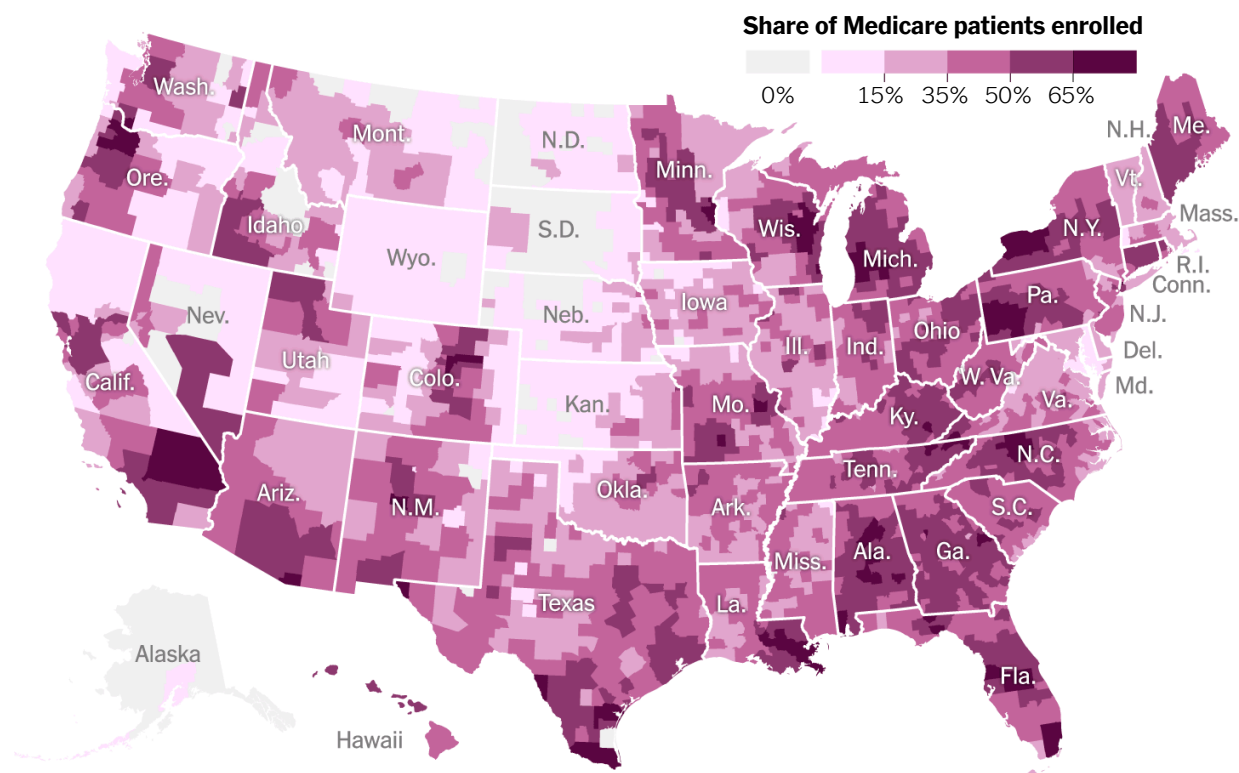 Share of Medicare patients enrolled
0% 15% 35% 50% 65%
Wash.
Mont.
N.D.
Minn.
N.H.
Me.
Vt.
Ore.
Idaho
S.D.
Wis.
Mich.
N.Y.
Mass.
Wyo.
R.I.
Conn.
Nev.
Neb.
Iowa
Pa.
N.J.
Utah
Colo.
Ill.
Ind.
Ohio
Del.
Calif.
Kan.
Mo.
W. Va.
Va.
Md.
Ky.
Ariz.
N.M.
Okla.
Tenn.
N.C.
Ark.
S.C.
Miss.
Ala.
Ga.
Texas
La.
Alaska
Fla.
Hawaii